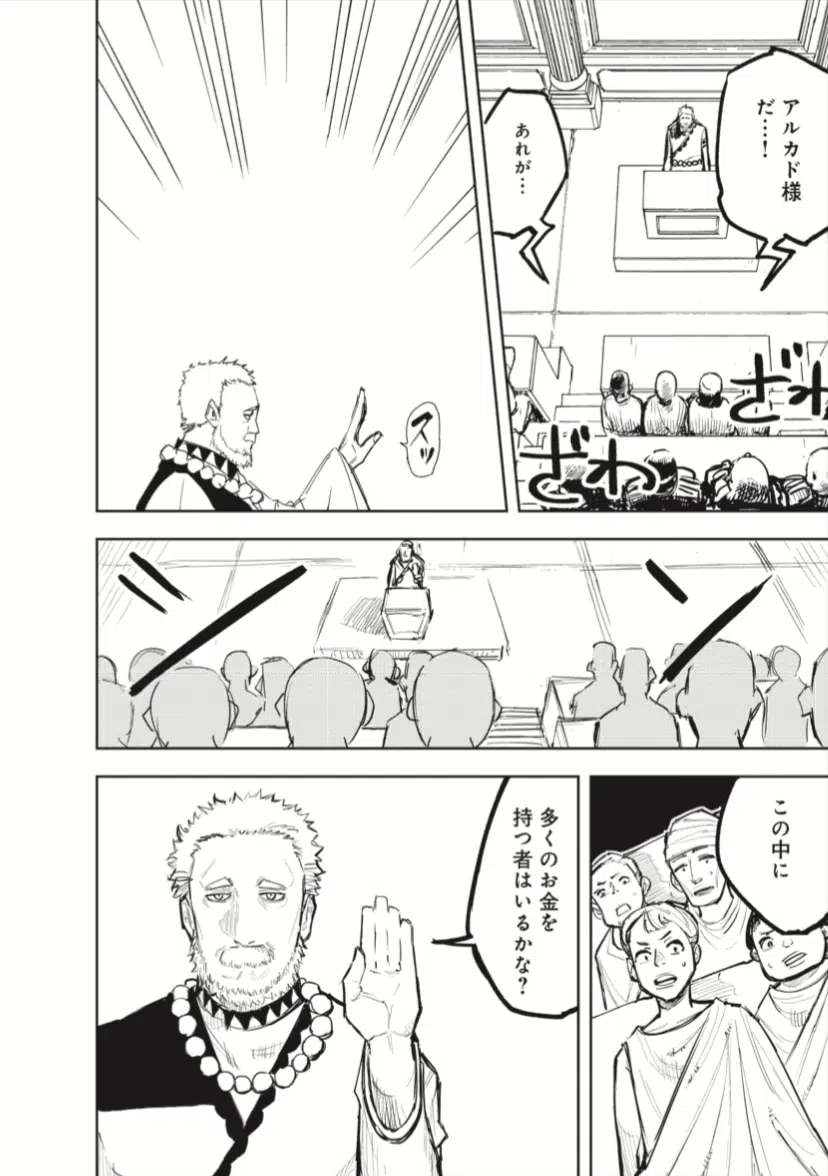 アルカド様
だ…!
あれが…
ざわ
ざわ
スッ
この中に
多くのお金を
持つ者はいるかな?